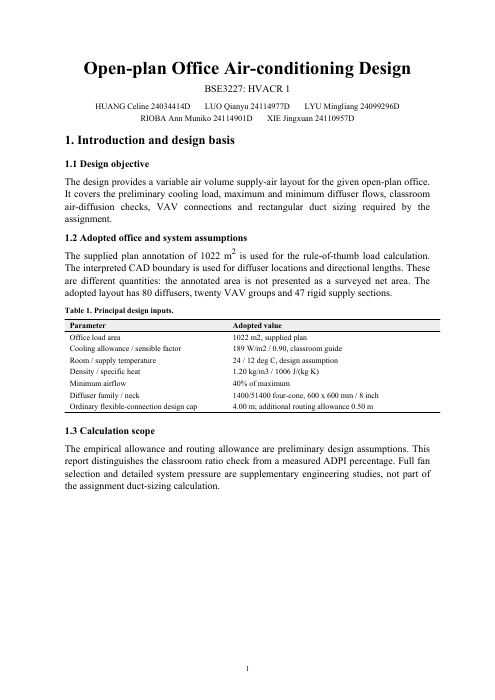 Open-plan Office Air-conditioning Design
BSE3227: HVACR 1
HUANG Celine 24034414D LUO Qianyu 24114977D LYU Mingliang 24099296D
RIOBA Ann Muniko 24114901D XIE Jingxuan 24110957D
1. Introduction and design basis
1.1 Design objective
The design provides a variable air volume supply-air layout for the given open-plan office.
It covers the preliminary cooling load, maximum and minimum diffuser flows, classroom
air-diffusion checks, VAV connections and rectangular duct sizing required by the
assignment.
1.2 Adopted office and system assumptions
The supplied plan annotation of 1022 m2 is used for the rule-of-thumb load calculation.
The interpreted CAD boundary is used for diffuser locations and directional lengths. These
are different quantities: the annotated area is not presented as a surveyed net area. The
adopted layout has 80 diffusers, twenty VAV groups and 47 rigid supply sections.
Table 1. Principal design inputs.
Parameter Adopted value
Office load area 1022 m2, supplied plan
Cooling allowance / sensible factor 189 W/m2 / 0.90, classroom guide
Room / supply temperature 24 / 12 deg C, design assumption
Density / specific heat 1.20 kg/m3 / 1006 J/(kg K)
Minimum airflow 40% of maximum
Diffuser family / neck 1400/51400 four-cone, 600 x 600 mm / 8 inch
Ordinary flexible-connection design cap 4.00 m; additional routing allowance 0.50 m
1.3 Calculation scope
The empirical allowance and routing allowance are preliminary design assumptions. This
report distinguishes the classroom ratio check from a measured ADPI percentage. Full fan
selection and detailed system pressure are supplementary engineering studies, not part of
the assignment duct-sizing calculation.
1